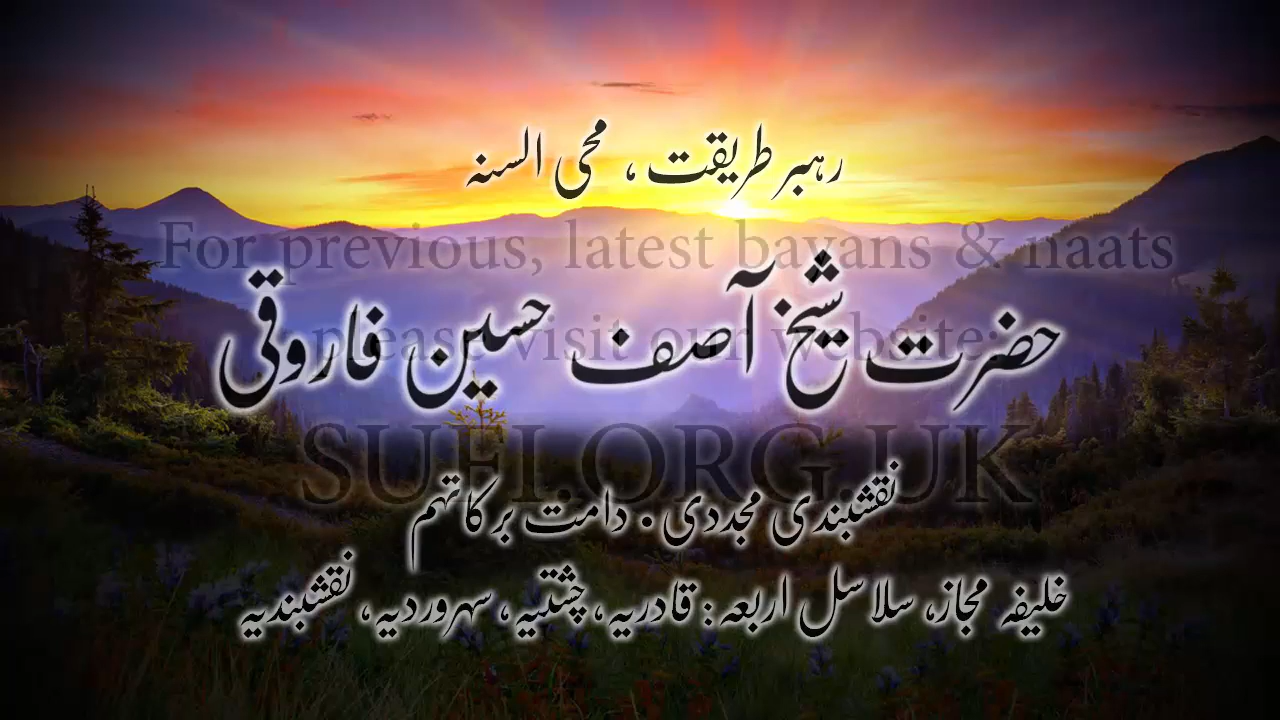 رہبر طریقت، محی السنہ
For previous, latest bayans & naats
حضرت شیخ آصف حسین فاروقی
please visit our website:
SUFI.ORG.UK
نقشبندی مجددی . دامت برکاتہم
خلیفہ مجاز، سلاسل اربعہ: قادریہ، چشتیہ، سہروردیہ، نقشبندیہ